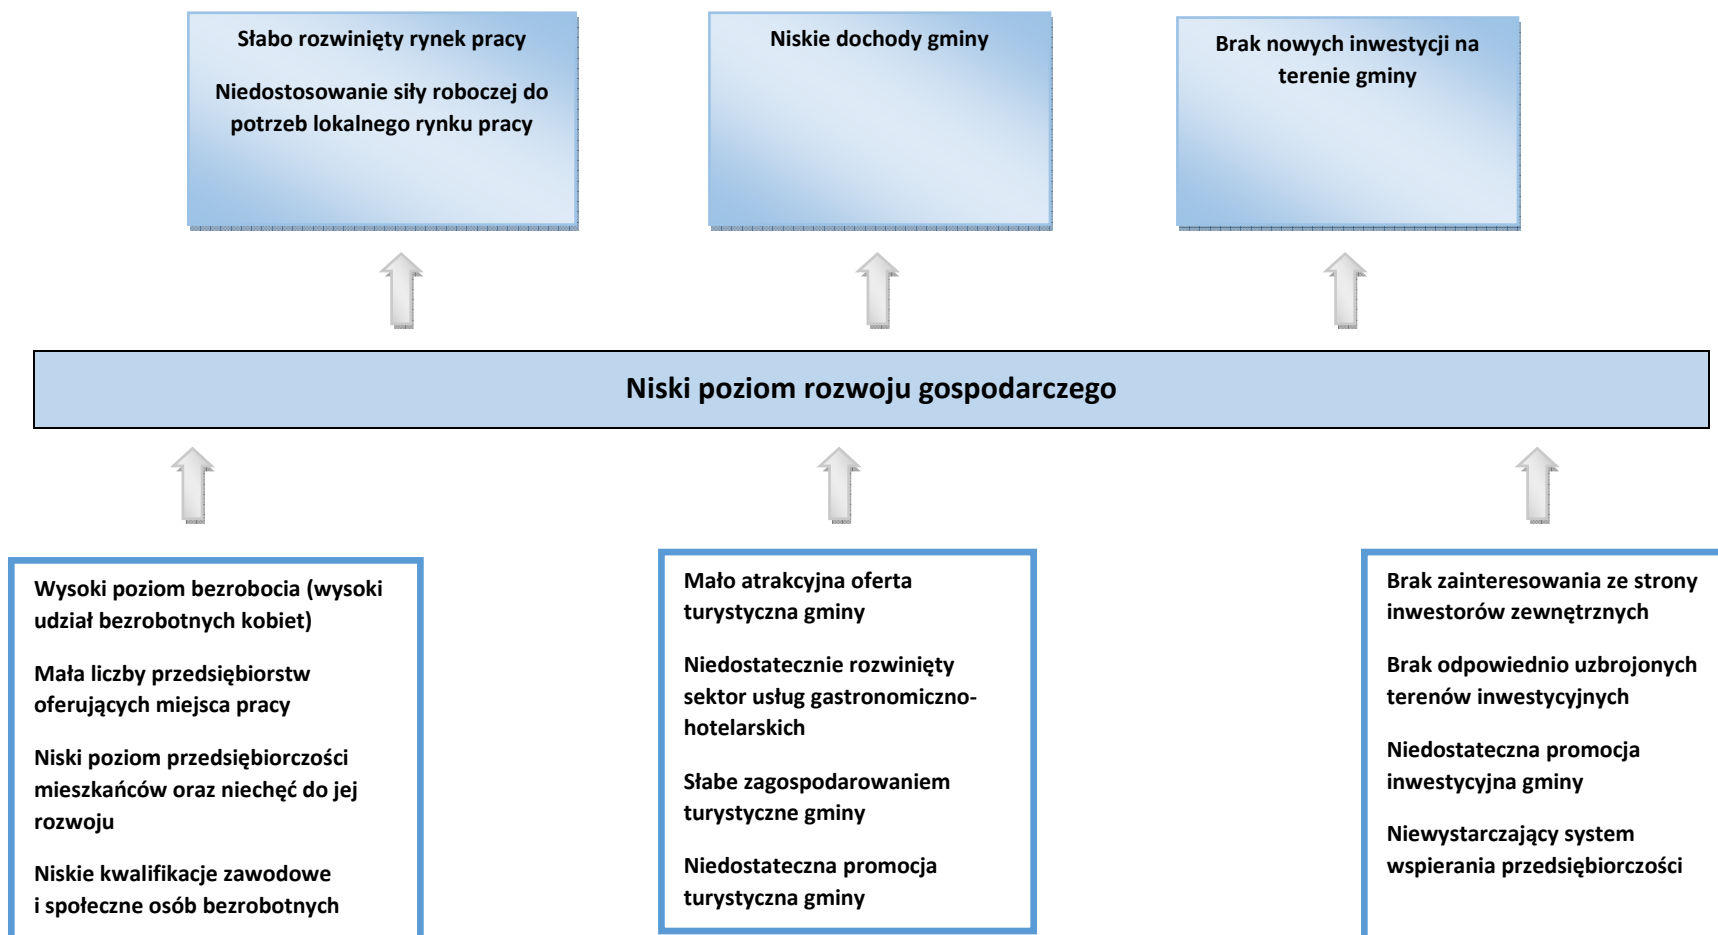 Słabo rozwinięty rynek pracy
Niedostosowanie siły roboczej do
potrzeb lokalnego rynku pracy
Niskie dochody gminy
Brak nowych inwestycji na
terenie gminy
Niski poziom rozwoju gospodarczego
Wysoki poziom bezrobocia (wysoki
udział bezrobotnych kobiet)
Mała liczby przedsiębiorstw
oferujących miejsca pracy
Niski poziom przedsiębiorczości
mieszkańców oraz niechęć do jej
rozwoju
Niskie kwalifikacje zawodowe
i społeczne osób bezrobotnych
Mało atrakcyjna oferta
turystyczna gminy
Niedostatecznie rozwinięty
sektor usług gastronomiczno-
hotelarskich
Słabe zagospodarowaniem
turystyczne gminy
Niedostateczna promocja
turystyczna gminy
Brak zainteresowania ze strony
inwestorów zewnętrznych
Brak odpowiednio uzbrojonych
terenów inwestycyjnych
Niedostateczna promocja
inwestycyjna gminy
Niewystarczający system
wspierania przedsiębiorczości